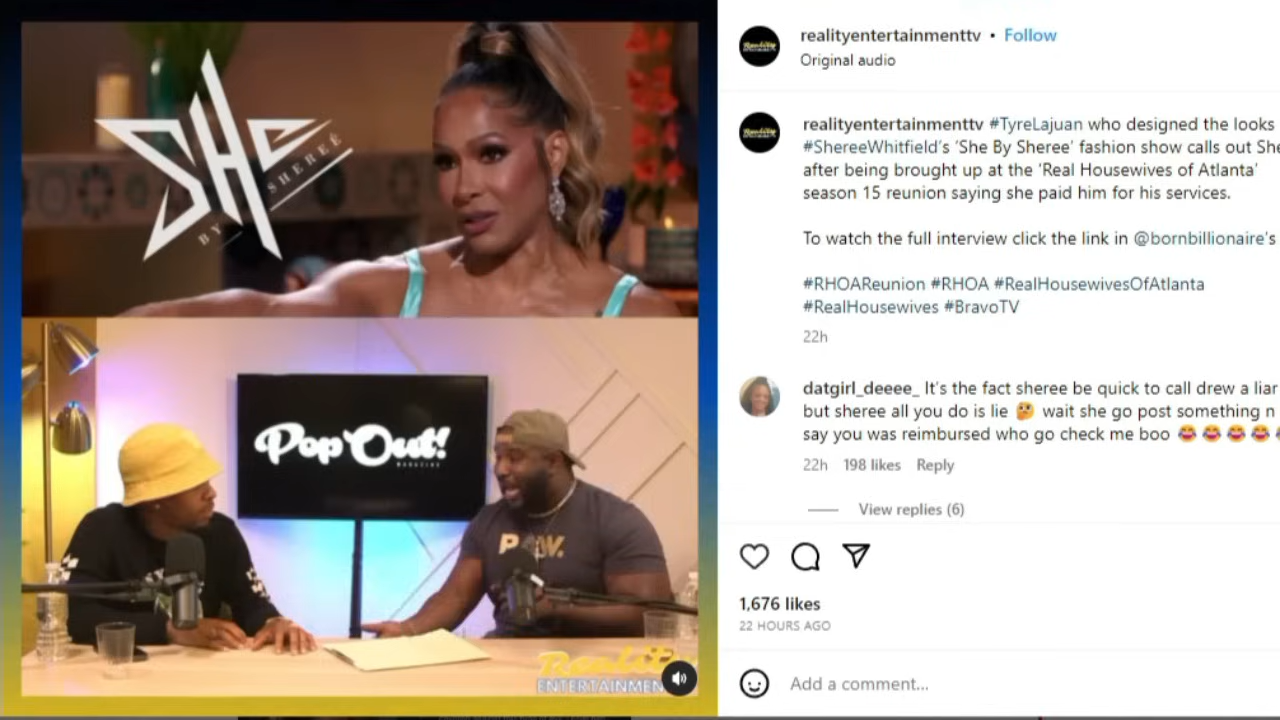 SHE
BY SHEREÉ
Pop Out!
MAGAZINE
Reality
ENTERTAINMEN
realityentertainmenttv • Follow
Original audio
realityentertainmenttv #TyreLajuan who designed the looks
#ShereeWhitfield's 'She By Sheree' fashion show calls out She
after being brought up at the 'Real Housewives of Atlanta'
season 15 reunion saying she paid him for his services.
To watch the full interview click the link in @bornbillionaire's
#RHOAReunion #RHOA #RealHousewivesOfAtlanta
#RealHousewives #BravoTV
22h
datgirl_deeee_ It's the fact sheree be quick to call drew a liar
but sheree all you do is lie 🤔 wait she go post something n
say you was reimbursed who go check me boo 😂 😂 😂 😂
22h 198 likes Reply
View replies (6)
1,676 likes
22 HOURS AGO
Add a comment...